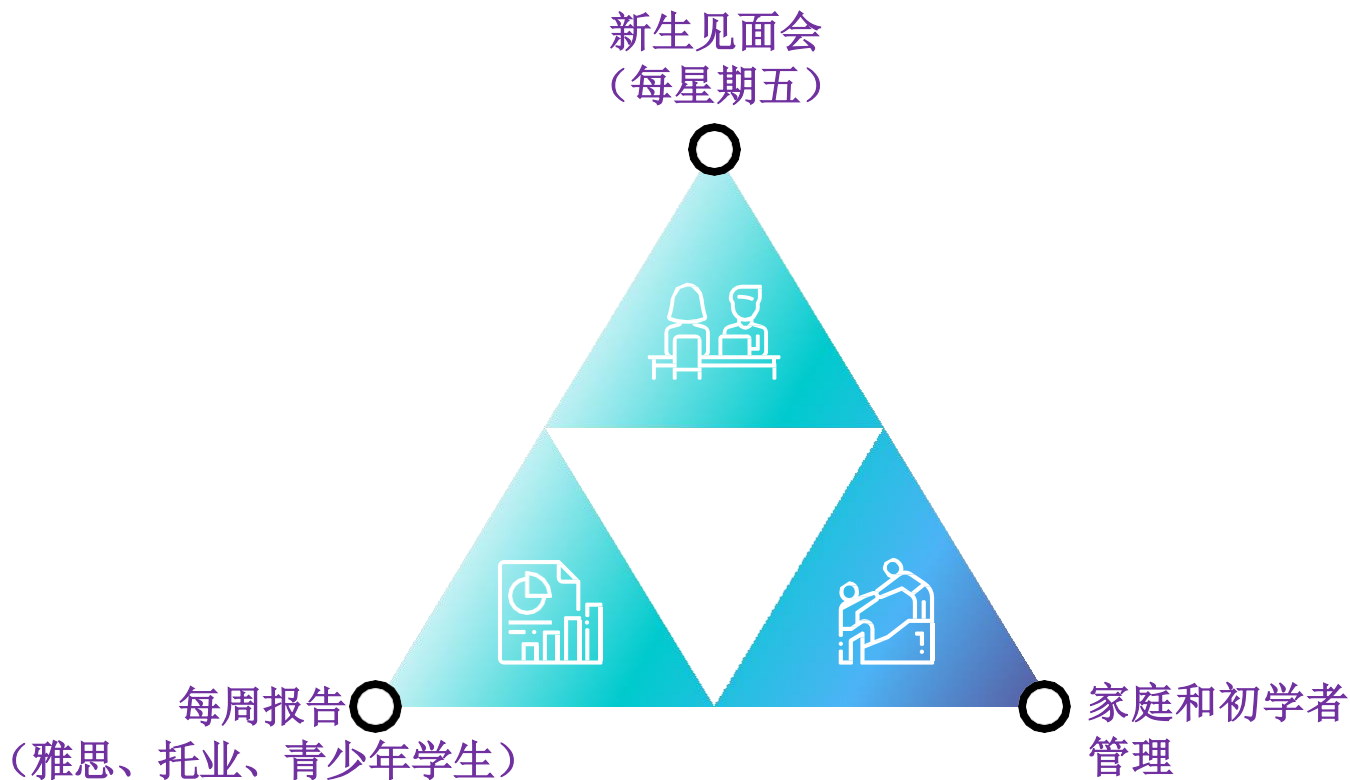 新生见面会
（每星期五）
每周报告
（雅思、托业、青少年学生）
家庭和初学者
管理